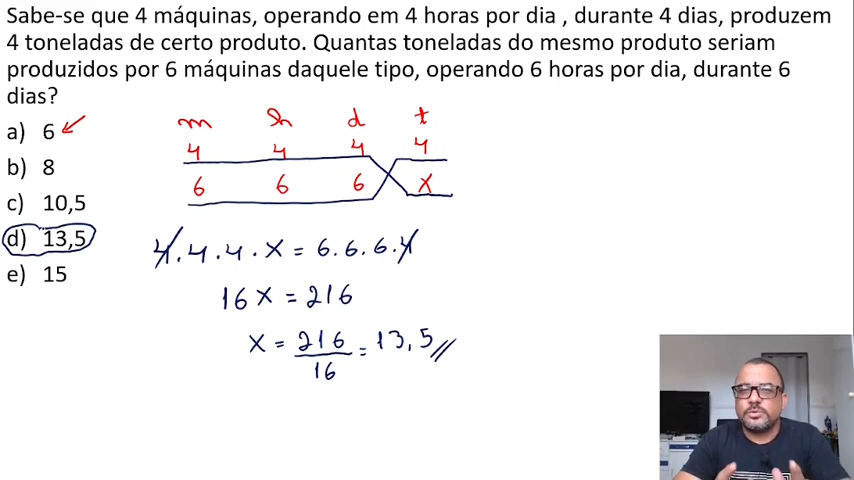 Sabe-se que 4 máquinas, operando em 4 horas por dia , durante 4 dias, produzem
4 toneladas de certo produto. Quantas toneladas do mesmo produto seriam
produzidos por 6 máquinas daquele tipo, operando 6 horas por dia, durante 6
dias?
a) 6
b) 8
c) 10,5
d) 13,5
e) 15
m h d t
4 4 4 4
6 6 6 X
4.4.4.X = 6.6.6.4
16X = 216
X = 216
16
= 13,5//